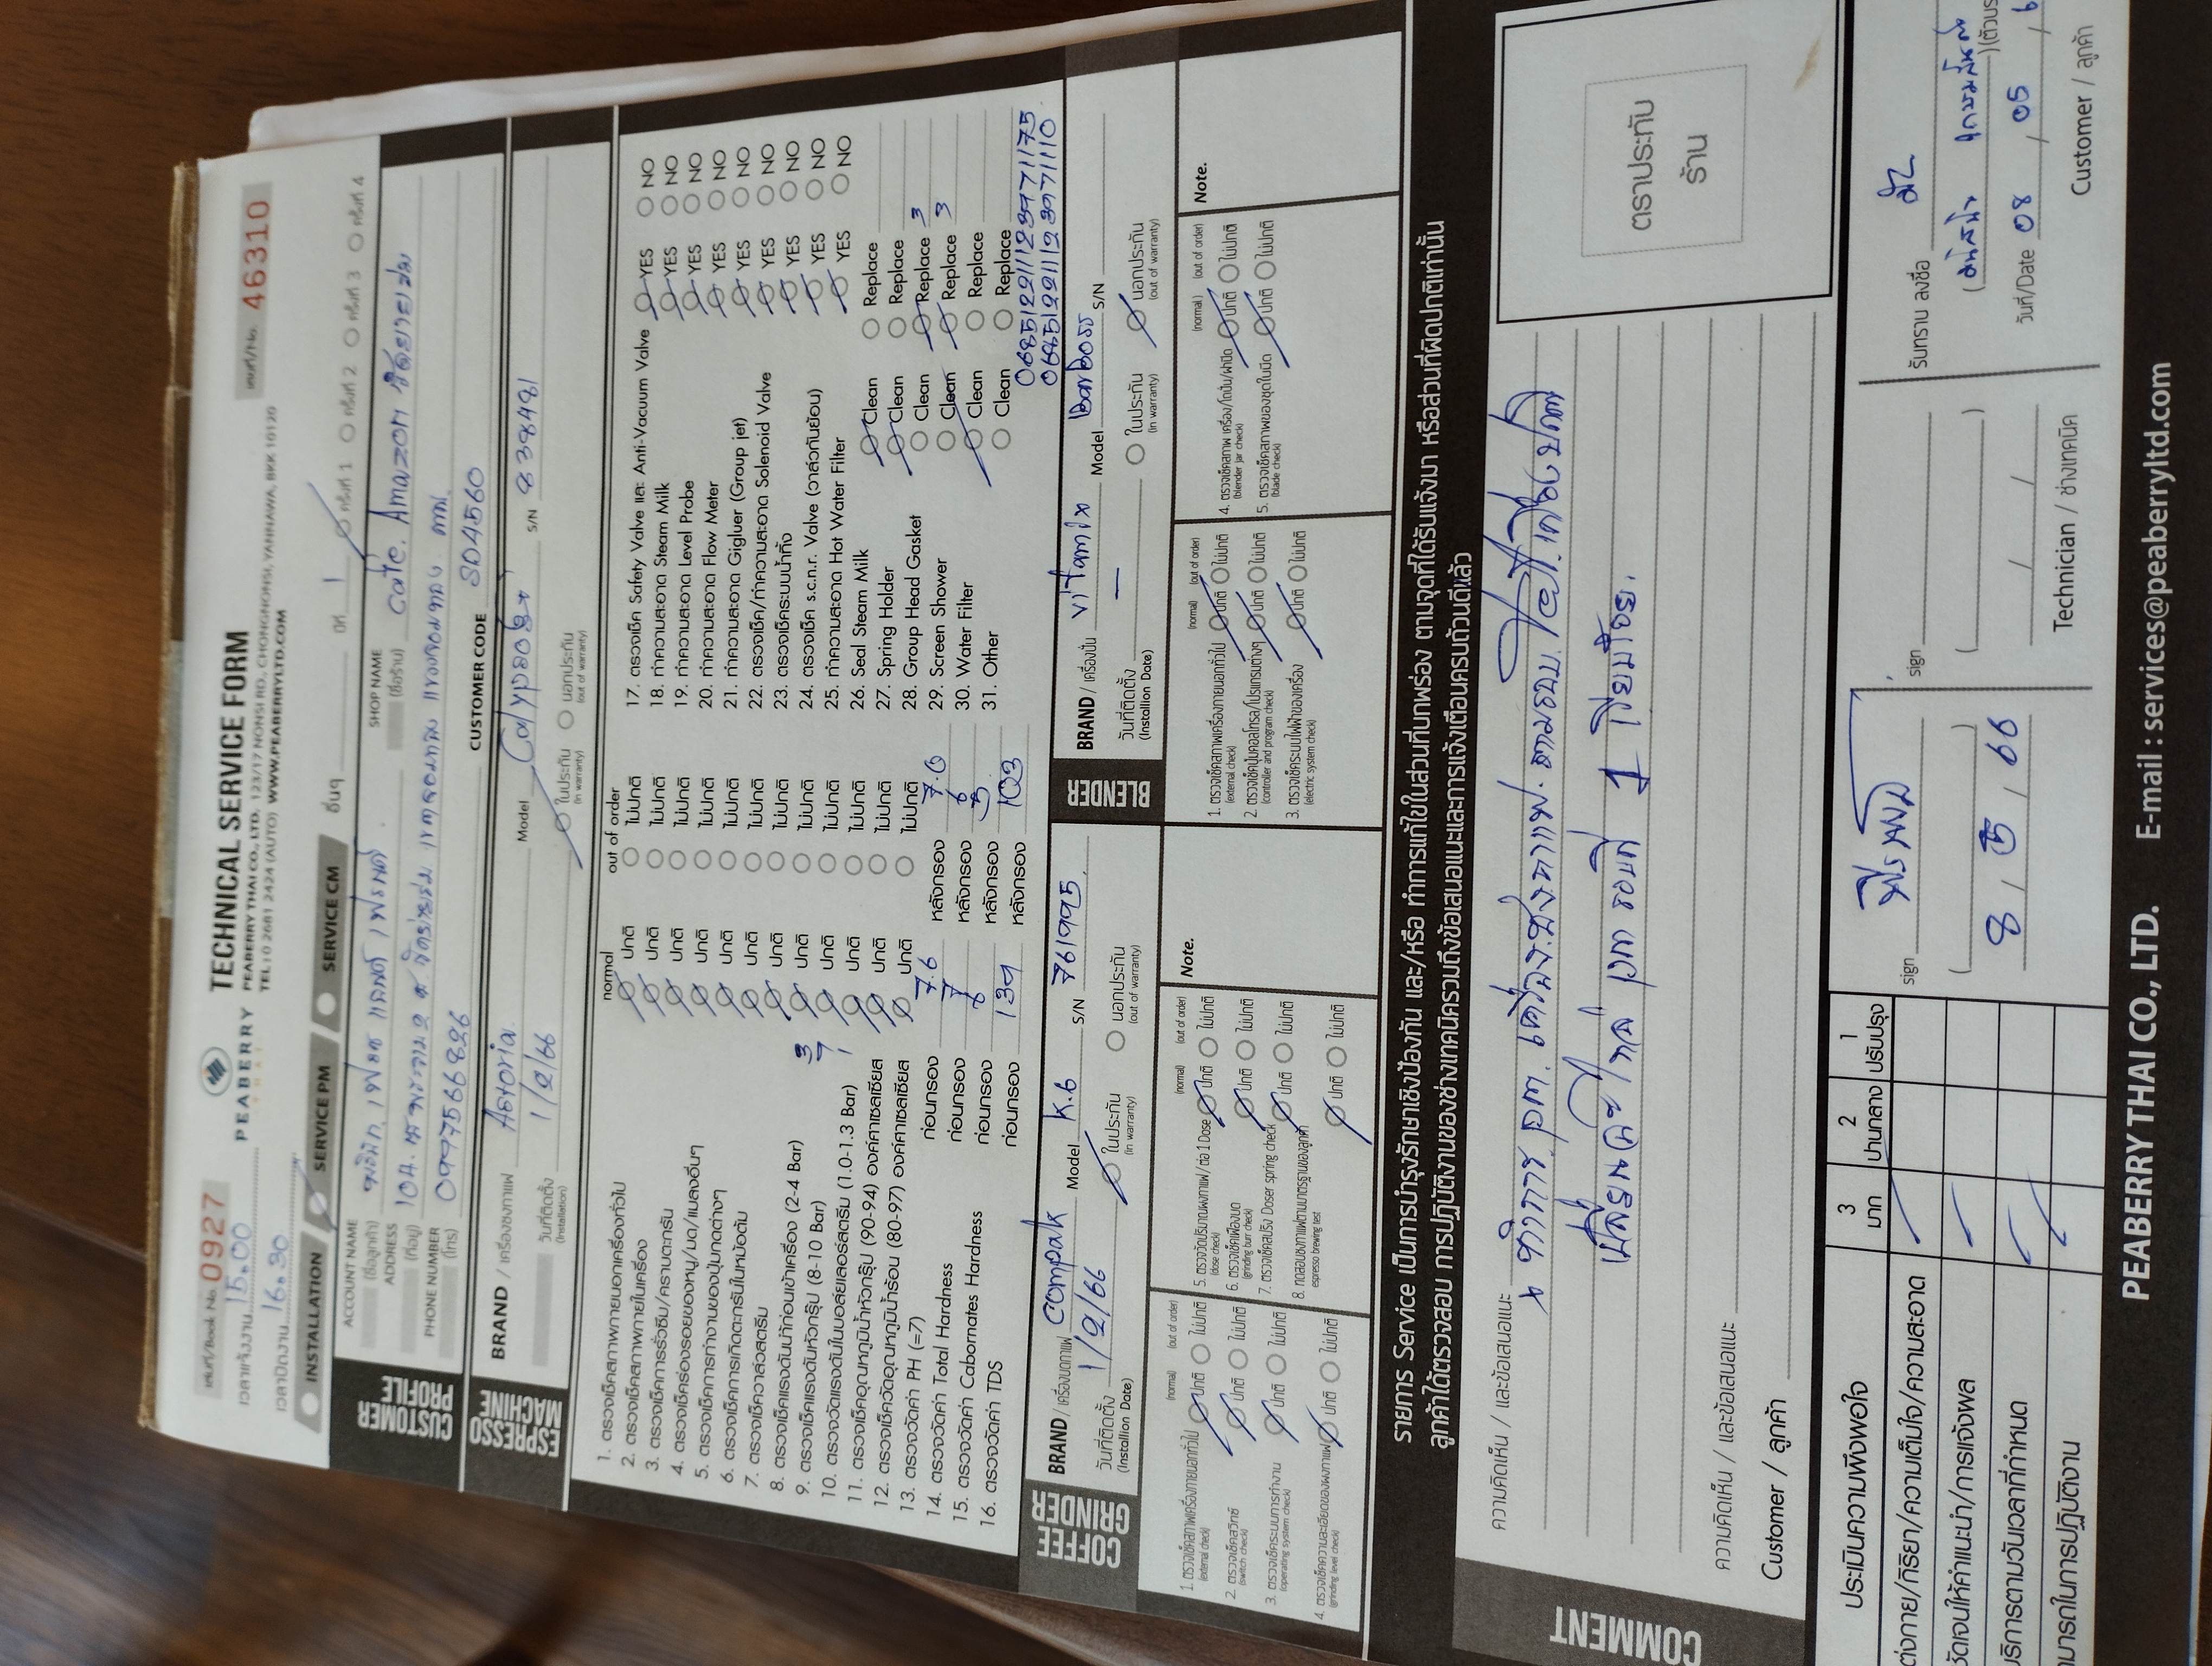 เล่มที่/Book No. 0927
เลขที่/No. 46310
เวลาแจ้งงาน 15.00
เวลาปิดงาน 16.30
PEABERRY
THAI
TECHNICAL SERVICE FORM
PEABERRY THAI CO., LTD. 123/17 NONSI RD., CHONGNONSI, YANNAWA, BKK 10120
TEL : 0 2681 2424 (AUTO) WWW.PEABERRYLTD.COM
INSTALLATION SERVICE PM SERVICE CM อื่นๆ ปีที่ 1 ครั้งที่ 1 ครั้งที่ 2 ครั้งที่ 3 ครั้งที่ 4
CUSTOMER PROFILE
ACCOUNT NAME (ชื่อลูกค้า)
SHOP NAME (ชื่อร้าน) Cafe. Amazon
ADDRESS (ที่อยู่)
PHONE NUMBER (โทร) 0997566826
CUSTOMER CODE SD4560
ESPRESSO MACHINE
BRAND / เครื่องชงกาแฟ Astoria Model Calypso S/N 838481
วันที่ติดตั้ง (Installation) 1/2/66 ในประกัน (in warranty) นอกประกัน (out of warranty)
normal out of order
1. ตรวจเช็คสภาพภายนอกเครื่องทั่วไป ปกติ ไม่ปกติ
2. ตรวจเช็คสภาพภายในเครื่อง ปกติ ไม่ปกติ
3. ตรวจเช็คการรั่วซึม/คราบตะกรัน ปกติ ไม่ปกติ
4. ตรวจเช็คร่องรอยของหนู/มด/แมลงอื่นๆ ปกติ ไม่ปกติ
5. ตรวจเช็คการทำงานของปุ่มกดต่างๆ ปกติ ไม่ปกติ
6. ตรวจเช็คการเกิดตะกรันในหม้อต้ม ปกติ ไม่ปกติ
7. ตรวจเช็ควาล์วสตรีม ปกติ ไม่ปกติ
8. ตรวจเช็คแรงดันน้ำก่อนเข้าเครื่อง (2-4 Bar) 3 ปกติ ไม่ปกติ
9. ตรวจเช็คแรงดันหัวกรุ๊ป (8-10 Bar) 9 ปกติ ไม่ปกติ
10. ตรวจวัดแรงดันในบอยเลอร์สตรีม (1.0-1.3 Bar) 1 ปกติ ไม่ปกติ
11. ตรวจเช็คอุณหภูมิน้ำหัวกรุ๊ป (90-94) องศาเซลเซียส ปกติ ไม่ปกติ
12. ตรวจเช็ควัดอุณหภูมิน้ำร้อน (80-97) องศาเซลเซียส ปกติ ไม่ปกติ
13. ตรวจวัดค่า PH (=7) ก่อนกรอง 7.6 หลังกรอง 7.0
14. ตรวจวัดค่า Total Hardness ก่อนกรอง 7 หลังกรอง 6
15. ตรวจวัดค่า Cabornates Hardness ก่อนกรอง 8 หลังกรอง 5
16. ตรวจวัดค่า TDS ก่อนกรอง 139 หลังกรอง 103
17. ตรวจเช็ค Safety Valve และ Anti-Vacuum Valve YES NO
18. ทำความสะอาด Steam Milk YES NO
19. ทำความสะอาด Level Probe YES NO
20. ทำความสะอาด Flow Meter YES NO
21. ทำความสะอาด Gigluer (Group jet) YES NO
22. ตรวจเช็ค/ทำความสะอาด Solenoid Valve YES NO
23. ตรวจเช็คระบบน้ำทิ้ง YES NO
24. ตรวจเช็ค s.c.n.r. Valve (วาล์วกันย้อน) YES NO
25. ทำความสะอาด Hot Water Filter YES NO
26. Seal Steam Milk Clean Replace
27. Spring Holder Clean Replace
28. Group Head Gasket Clean Replace 3
29. Screen Shower Clean Replace 3
30. Water Filter Clean Replace
31. Other Clean Replace
COFFEE GRINDER
BRAND / เครื่องบดกาแฟ Compak Model K.6 S/N 761995
วันที่ติดตั้ง (Installion Date) 1/2/66 ในประกัน (in warranty) นอกประกัน (out of warranty)
(normal) (out of order)
1. ตรวจเช็คสภาพเครื่องภายนอกทั่วไป (external check) ปกติ ไม่ปกติ
2. ตรวจเช็คสวิทซ์ (switch check) ปกติ ไม่ปกติ
3. ตรวจเช็คระบบการทำงาน (operating system check) ปกติ ไม่ปกติ
4. ตรวจเช็คความละเอียดของผงกาแฟ (grinding level check) ปกติ ไม่ปกติ
5. ตรวจวัดปริมาณผงกาแฟ/ต่อ 1 Dose (dose check) ปกติ ไม่ปกติ
6. ตรวจเช็คเฟืองบด (grinding burr check) ปกติ ไม่ปกติ
7. ตรวจเช็คสปริง Doser spring check ปกติ ไม่ปกติ
8. ทดสอบชงกาแฟตามมาตรฐานของลูกค้า espresso brewing test ปกติ ไม่ปกติ
Note.
BLENDER
BRAND / เครื่องปั่น Vitamix Model barboss S/N
วันที่ติดตั้ง (Installation Date) — ในประกัน (in warranty) นอกประกัน (out of warranty)
(normal) (out of order)
1. ตรวจเช็คสภาพเครื่องภายนอกทั่วไป (external check) ปกติ ไม่ปกติ
2. ตรวจเช็คปุ่มคอลโทรล/โปรแกรมต่างๆ (controller and program check) ปกติ ไม่ปกติ
3. ตรวจเช็คระบบไฟฟ้าของเครื่อง (electric system check) ปกติ ไม่ปกติ
4. ตรวจเช็คสภาพ เครื่อง/โถปั่น/ฝาปิด (blender jar check) ปกติ ไม่ปกติ
5. ตรวจเช็คสภาพของชุดใบมีด (blade check) ปกติ ไม่ปกติ
Note.
รายการ Service เป็นการบำรุงรักษาเชิงป้องกัน และ/หรือ ทำการแก้ไขในส่วนที่บกพร่อง ตามจุดที่ได้รับแจ้งมา หรือส่วนที่ผิดปกติเท่านั้น
ลูกค้าได้ตรวจสอบ การปฏิบัติงานของช่างเทคนิครวมถึงข้อเสนอแนะและการแจ้งเตือนครบถ้วนดีแล้ว
COMMENT
ความคิดเห็น / และข้อเสนอแนะ
ความคิดเห็น / และข้อเสนอแนะ
Customer / ลูกค้า
ตราประทับ
ร้าน
ประเมินความพึงพอใจ 3 มาก 2 ปานกลาง 1 ปรับปรุง
ต่งกาย/กิริยา/ความเต็มใจ/ความสะอาด
วัดเจนให้คำแนะนำ/การแจ้งผล
บริการตามวันเวลาที่กำหนด
มารถในการปฏิบัติงาน
sign
8 / 5 / 66
sign
Technician / ช่างเทคนิค
รับทราบ ลงชื่อ
วันที่/Date 08 / 05 /
Customer / ลูกค้า
PEABERRY THAI CO., LTD. E-mail : services@peaberryltd.com